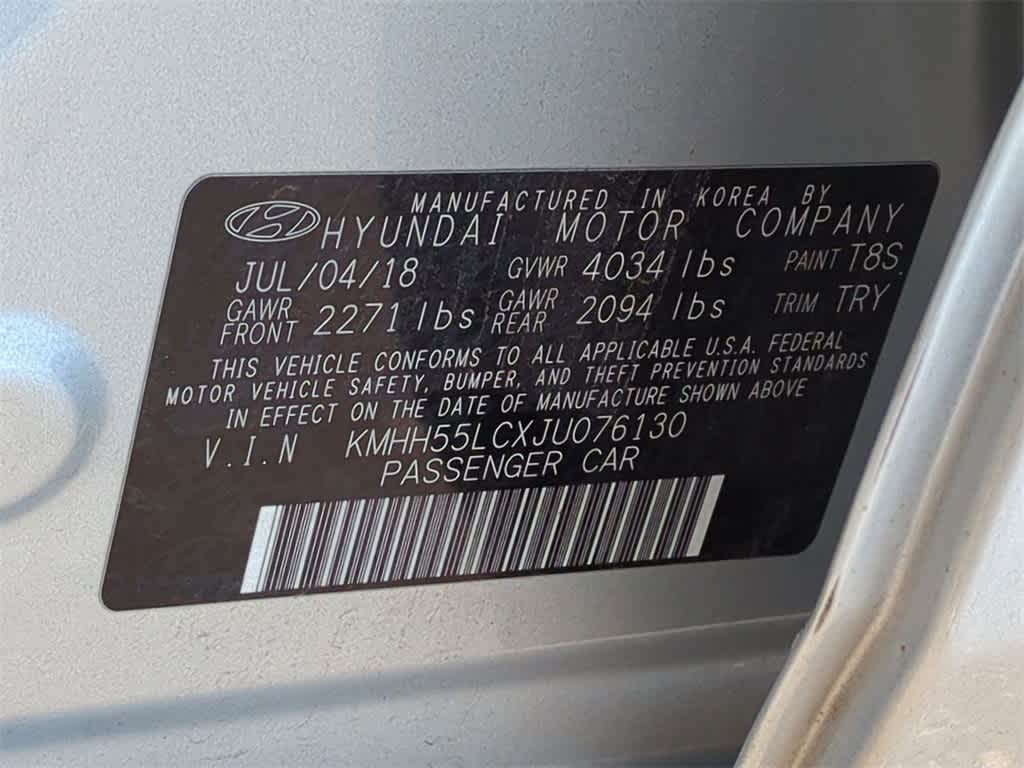 MANUFACTURED IN KOREA BY
HYUNDAI MOTOR COMPANY
JUL/04/18 GVWR 4034 lbs PAINT T8S
GAWR FRONT 2271 lbs GAWR REAR 2094 lbs TRIM TRY
THIS VEHICLE CONFORMS TO ALL APPLICABLE U.S.A. FEDERAL
MOTOR VEHICLE SAFETY, BUMPER, AND THEFT PREVENTION STANDARDS
IN EFFECT ON THE DATE OF MANUFACTURE SHOWN ABOVE
V.I.N KMHH55LCXJU076130
PASSENGER CAR